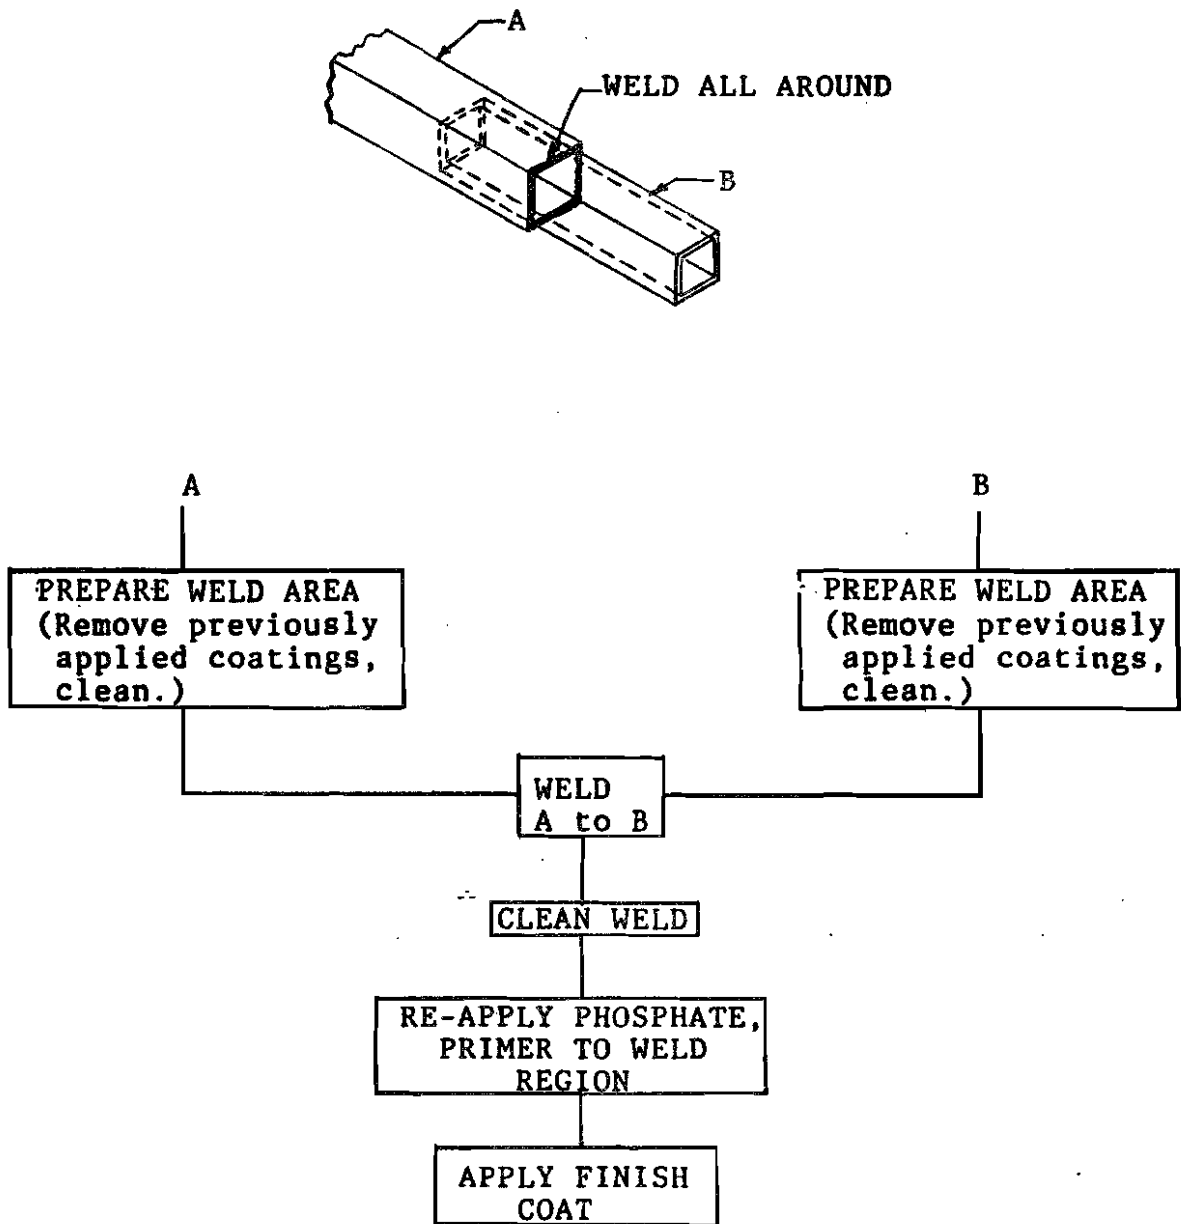 A
WELD ALL AROUND
B
A
B
PREPARE WELD AREA
(Remove previously
applied coatings,
clean.)
PREPARE WELD AREA
(Remove previously
applied coatings,
clean.)
WELD
A to B
CLEAN WELD
RE-APPLY PHOSPHATE,
PRIMER TO WELD
REGION
APPLY FINISH
COAT